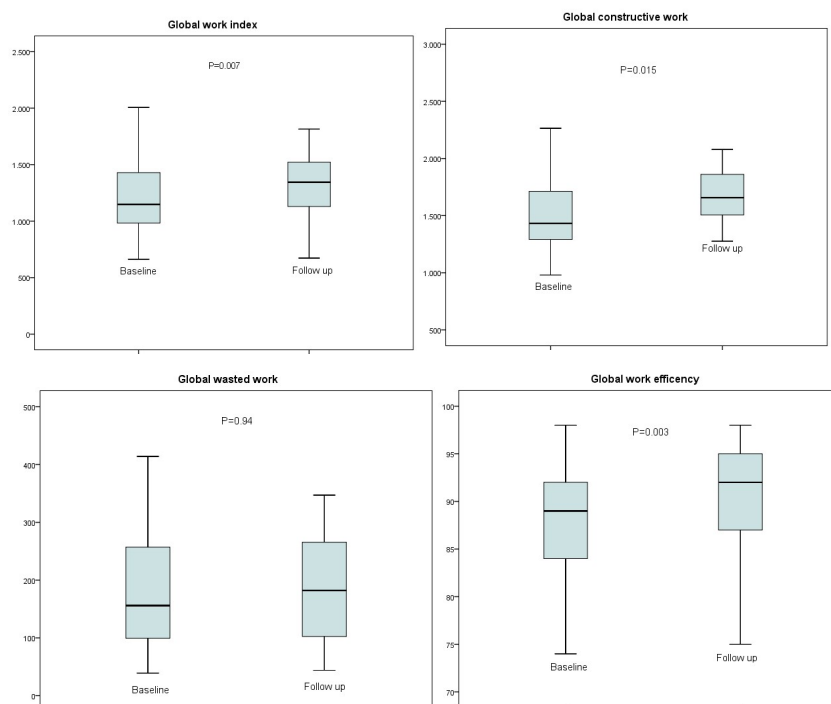 Global work index
P=0.007
2.500
2.000
1.500
1.000
500
0
Baseline
Follow up
Global constructive work
P=0.015
3.000
2.500
2.000
1.500
1.000
500
Baseline
Follow up
Global wasted work
P=0.94
500
400
300
200
100
0
Baseline
Follow up
Global work efficency
P=0.003
100
95
90
85
80
75
70
Baseline
Follow up